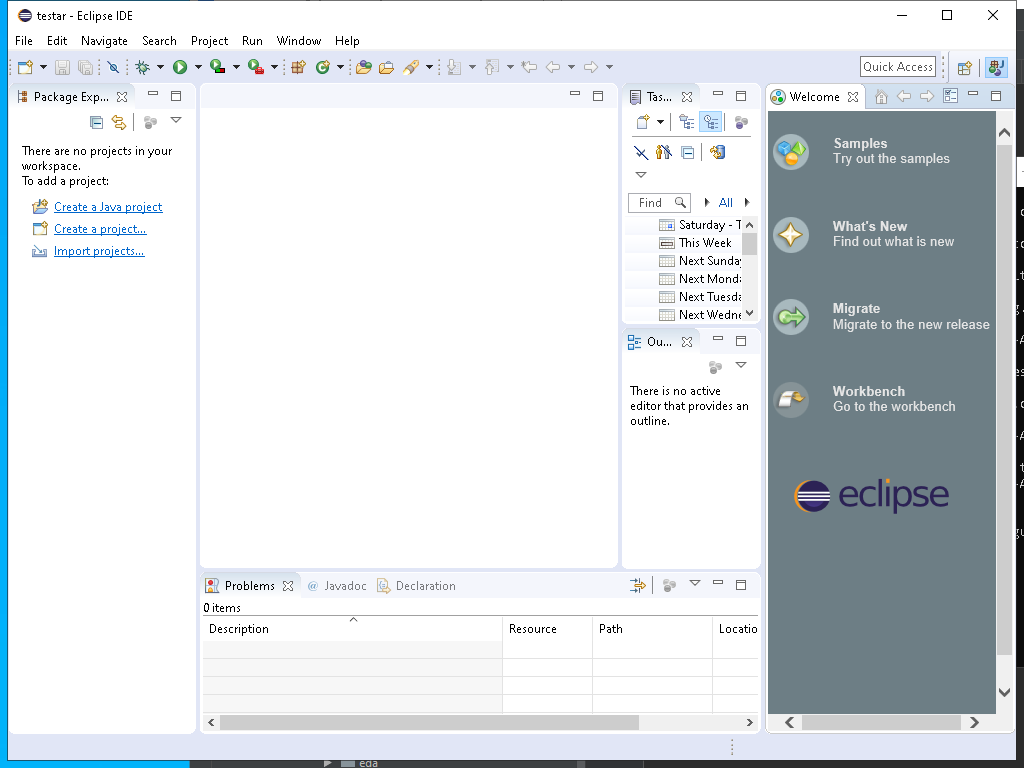 testar - Eclipse IDE
File Edit Navigate Search Project Run Window Help
Quick Access
Package Exp...
There are no projects in your
workspace.
To add a project:
Create a Java project
Create a project...
Import projects...
Tas...
Find All
Saturday - T
This Week
Next Sunday
Next Monda
Next Tuesda
Next Wedne
Ou...
There is no active
editor that provides an
outline.
Welcome
Samples
Try out the samples
What's New
Find out what is new
Migrate
Migrate to the new release
Workbench
Go to the workbench
eclipse
Problems @ Javadoc Declaration
0 items
Description Resource Path Locatio
eda